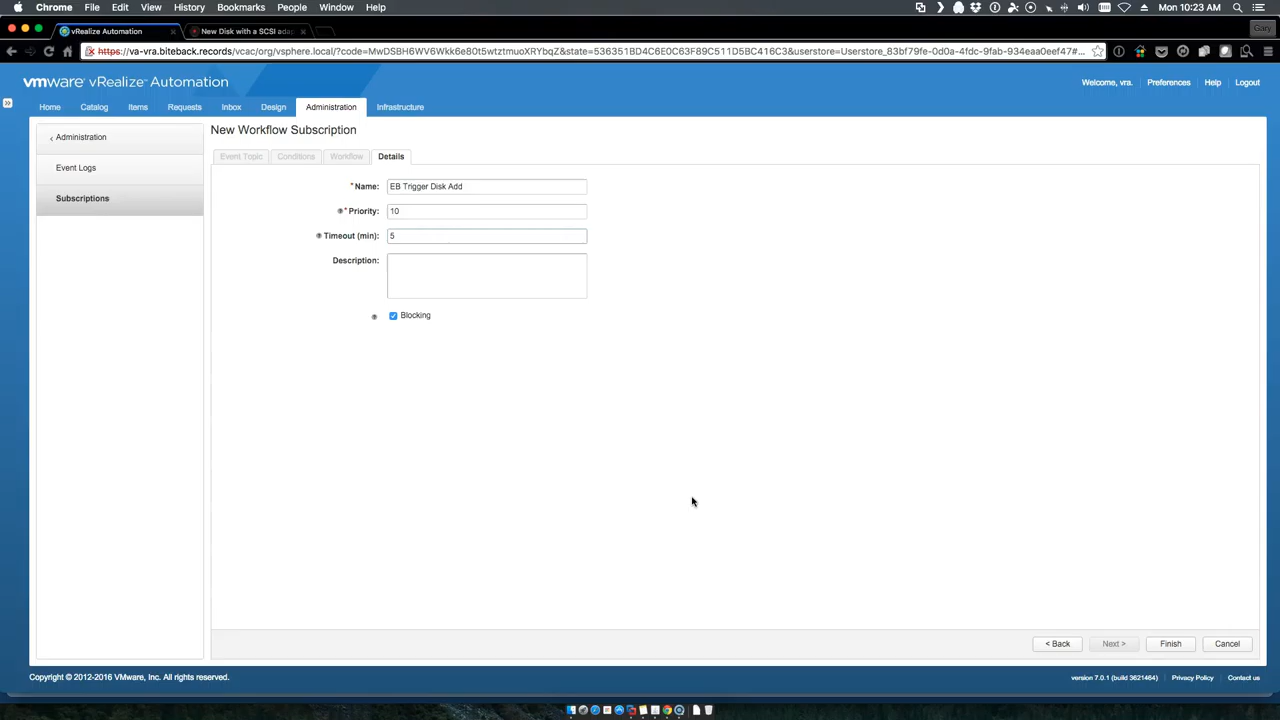 Chrome File Edit View History Bookmarks People Window Help Mon 10:23 AM
vRealize Automation New Disk with a SCSI adap Gary
https://va-vra.biteback.records/vcac/org/vsphere.local/?code=MwDSBH6WV6Wkk6e80t5wtztmuoXRYbqZ&state=536351BD4C6E0C63F89C511D5BC416C3&userstore=Userstore_83bf79fe-0d0a-4fdc-9fab-934eaa0eef47#...
vmware vRealize Automation Welcome, vra. Preferences Help Logout
Home Catalog Items Requests Inbox Design Administration Infrastructure
< Administration
Event Logs
Subscriptions
New Workflow Subscription
Event Topic Conditions Workflow Details
* Name: EB Trigger Disk Add
* Priority: 10
Timeout (min): 5
Description:
Blocking
< Back Next > Finish Cancel
Copyright © 2012-2016 VMware, Inc. All rights reserved. version 7.0.1 (build 3621464) Privacy Policy Contact us